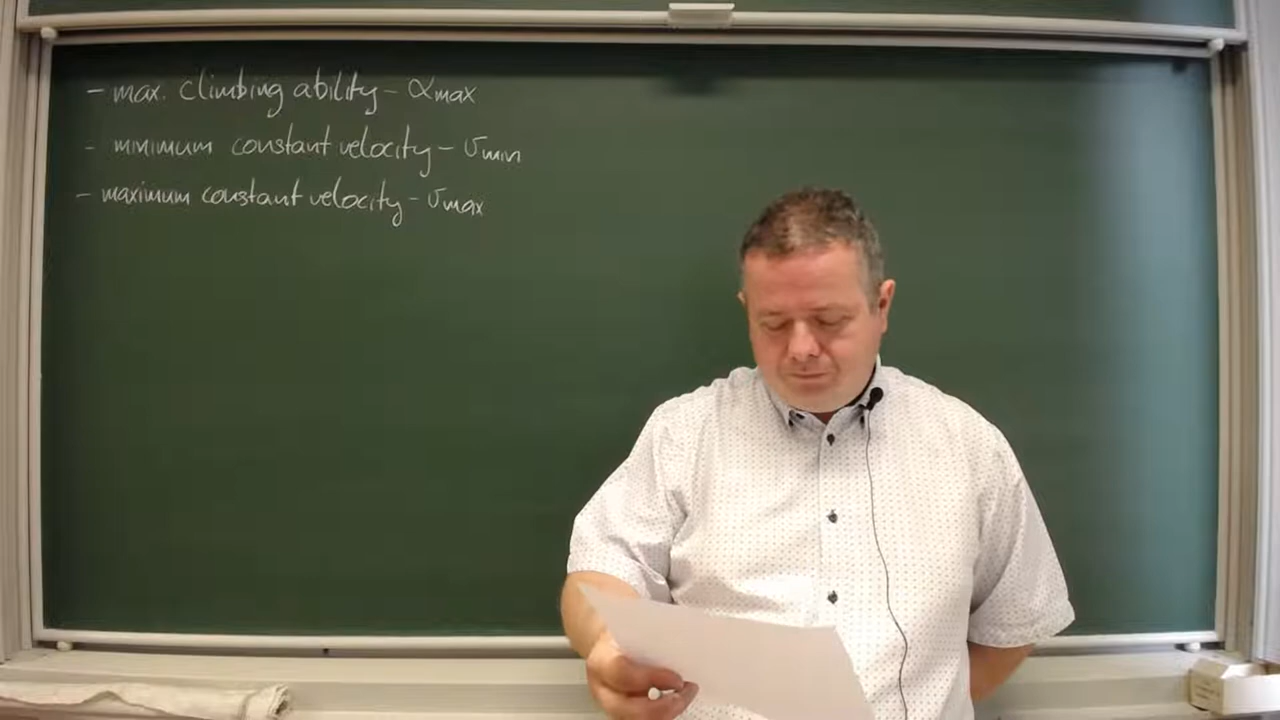 - max. climbing ability - αmax
- minimum constant velocity - vmin
- maximum constant velocity - vmax